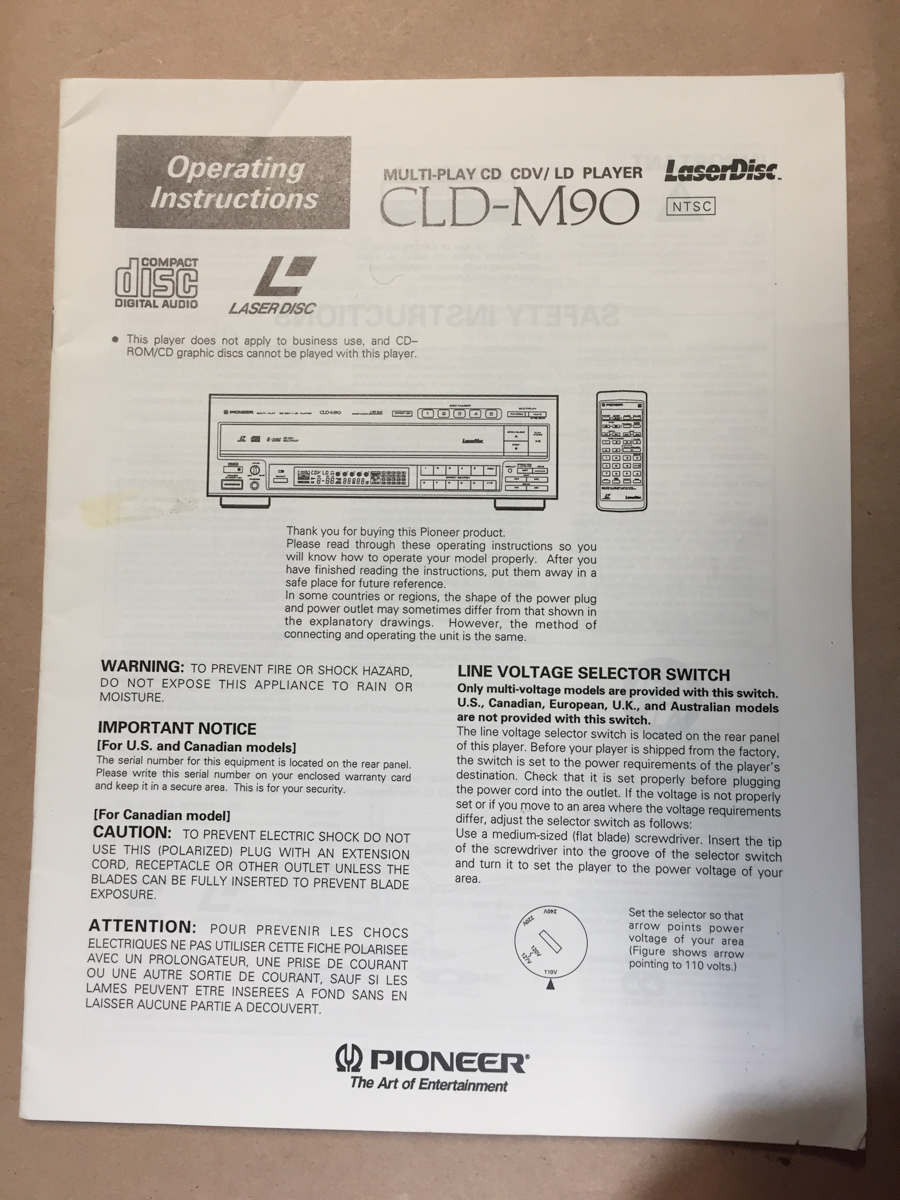 Operating
Instructions
MULTI-PLAY CD CDV/ LD PLAYER
CLD-M90
LaserDisc
NTSC
COMPACT
disc
DIGITAL AUDIO
LASER DISC
● This player does not apply to business use, and CD–
ROM/CD graphic discs cannot be played with this player.
PIONEER
CLD-M90
1 2 3 4 5
LaserDisc
PIONEER
Thank you for buying this Pioneer product.
Please read through these operating instructions so you
will know how to operate your model properly. After you
have finished reading the instructions, put them away in a
safe place for future reference.
In some countries or regions, the shape of the power plug
and power outlet may sometimes differ from that shown in
the explanatory drawings. However, the method of
connecting and operating the unit is the same.
WARNING: TO PREVENT FIRE OR SHOCK HAZARD,
DO NOT EXPOSE THIS APPLIANCE TO RAIN OR
MOISTURE.
IMPORTANT NOTICE
[For U.S. and Canadian models]
The serial number for this equipment is located on the rear panel.
Please write this serial number on your enclosed warranty card
and keep it in a secure area. This is for your security.
[For Canadian model]
CAUTION: TO PREVENT ELECTRIC SHOCK DO NOT
USE THIS (POLARIZED) PLUG WITH AN EXTENSION
CORD, RECEPTACLE OR OTHER OUTLET UNLESS THE
BLADES CAN BE FULLY INSERTED TO PREVENT BLADE
EXPOSURE.
ATTENTION: POUR PREVENIR LES CHOCS
ELECTRIQUES NE PAS UTILISER CETTE FICHE POLARISEE
AVEC UN PROLONGATEUR, UNE PRISE DE COURANT
OU UNE AUTRE SORTIE DE COURANT, SAUF SI LES
LAMES PEUVENT ETRE INSEREES A FOND SANS EN
LAISSER AUCUNE PARTIE A DECOUVERT.
LINE VOLTAGE SELECTOR SWITCH
Only multi-voltage models are provided with this switch.
U.S., Canadian, European, U.K., and Australian models
are not provided with this switch.
The line voltage selector switch is located on the rear panel
of this player. Before your player is shipped from the factory,
the switch is set to the power requirements of the player's
destination. Check that it is set properly before plugging
the power cord into the outlet. If the voltage is not properly
set or if you move to an area where the voltage requirements
differ, adjust the selector switch as follows:
Use a medium-sized (flat blade) screwdriver. Insert the tip
of the screwdriver into the groove of the selector switch
and turn it to set the player to the power voltage of your
area.
240V
220V
110V
Set the selector so that
arrow points power
voltage of your area
(Figure shows arrow
pointing to 110 volts.)
PIONEER®
The Art of Entertainment